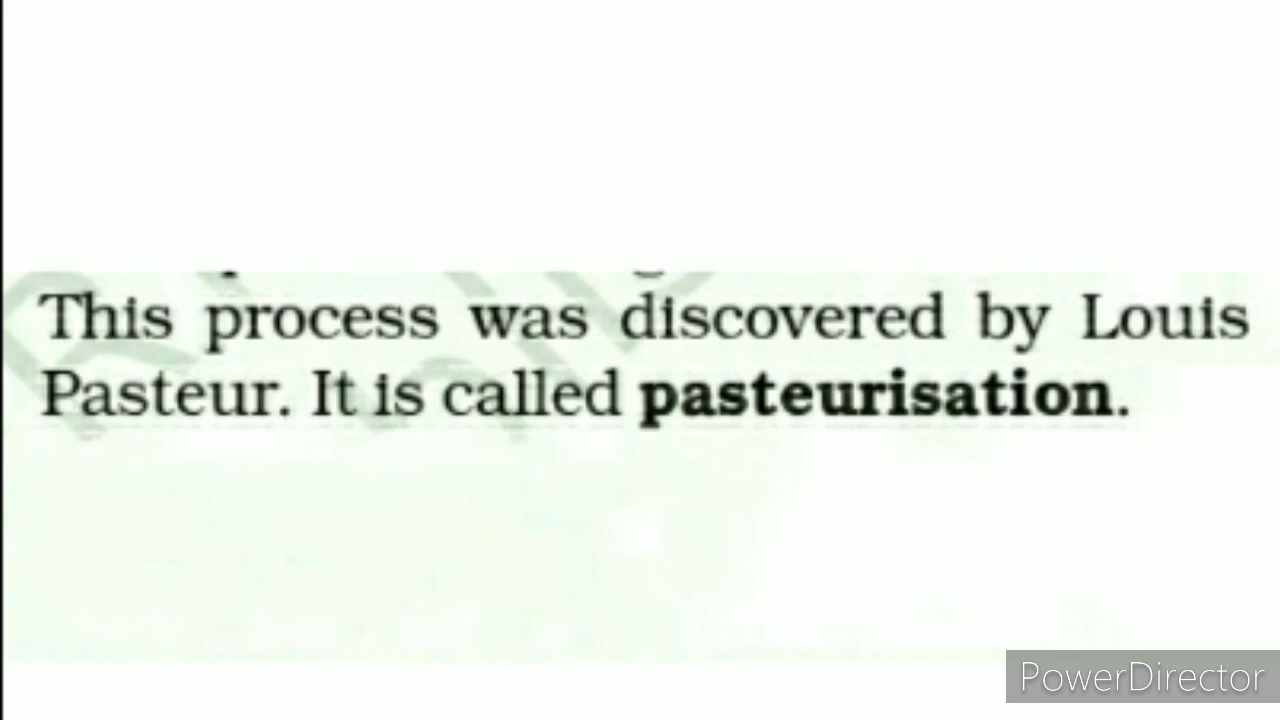 This process was discovered by Louis
Pasteur. It is called pasteurisation.
PowerDirector